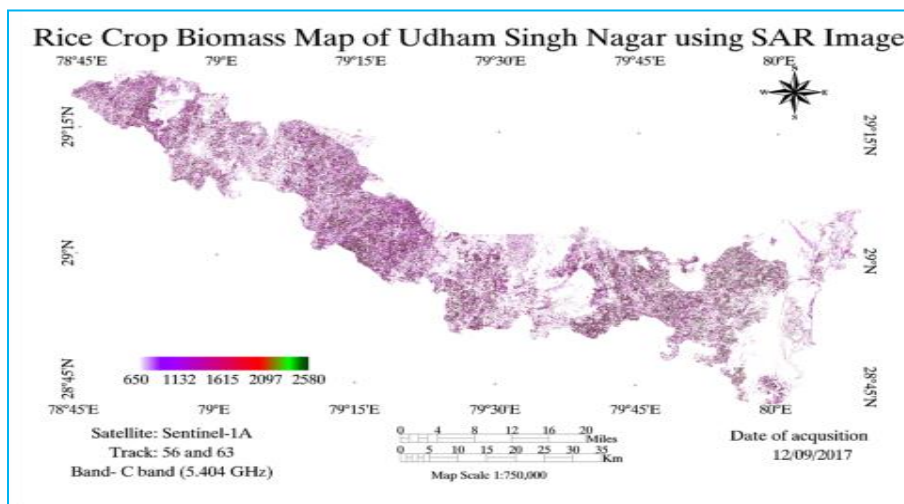 Rice Crop Biomass Map of Udham Singh Nagar using SAR Image
78°45'E 79°E 79°15'E 79°30'E 79°45'E 80°E
N
W E
S
29°15'N 29°15'N
29°N 29°N
28°45'N 28°45'N
650 1132 1615 2097 2580
78°45'E 79°E 79°15'E 79°30'E 79°45'E 80°E
Satellite: Sentinel-1A
Track: 56 and 63
Band- C band (5.404 GHz)
0 4 8 12 16 20
Miles
0 5 10 15 20 25 30 35
Km
Map Scale 1:750,000
Date of acqusition
12/09/2017